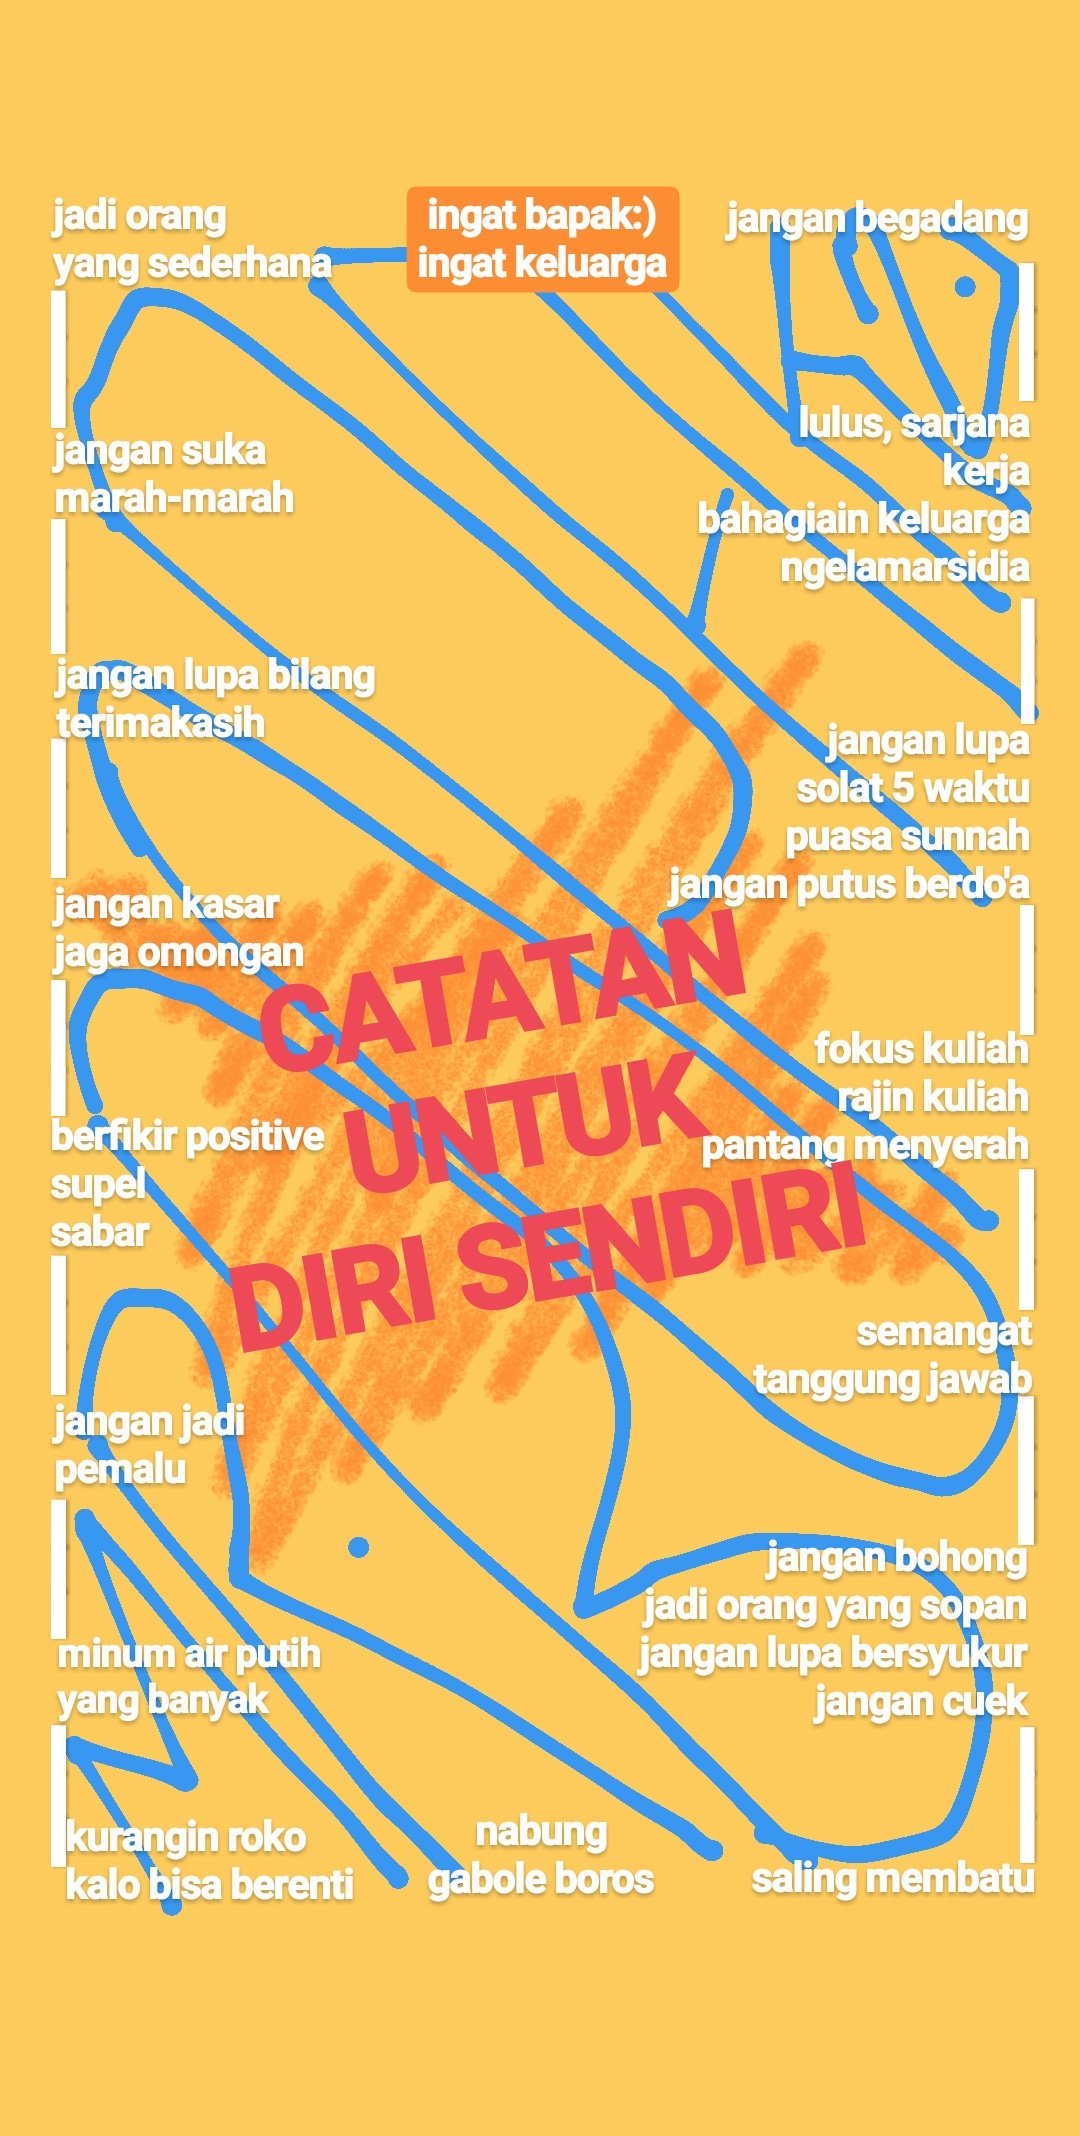 ingat bapak:)
ingat keluarga
jadi orang
yang sederhana
jangan suka
marah-marah
jangan lupa bilang
terimakasih
jangan kasar
jaga omongan
berfikir positive
supel
sabar
jangan jadi
pemalu
minum air putih
yang banyak
kurangin roko
kalo bisa berenti
CATATAN
UNTUK
DIRI SENDIRI
jangan begadang
lulus, sarjana
kerja
bahagiain keluarga
ngelamarsidia
jangan lupa
solat 5 waktu
puasa sunnah
jangan putus berdo'a
fokus kuliah
rajin kuliah
pantang menyerah
semangat
tanggung jawab
jangan bohong
jadi orang yang sopan
jangan lupa bersyukur
jangan cuek
saling membatu
nabung
gabole boros